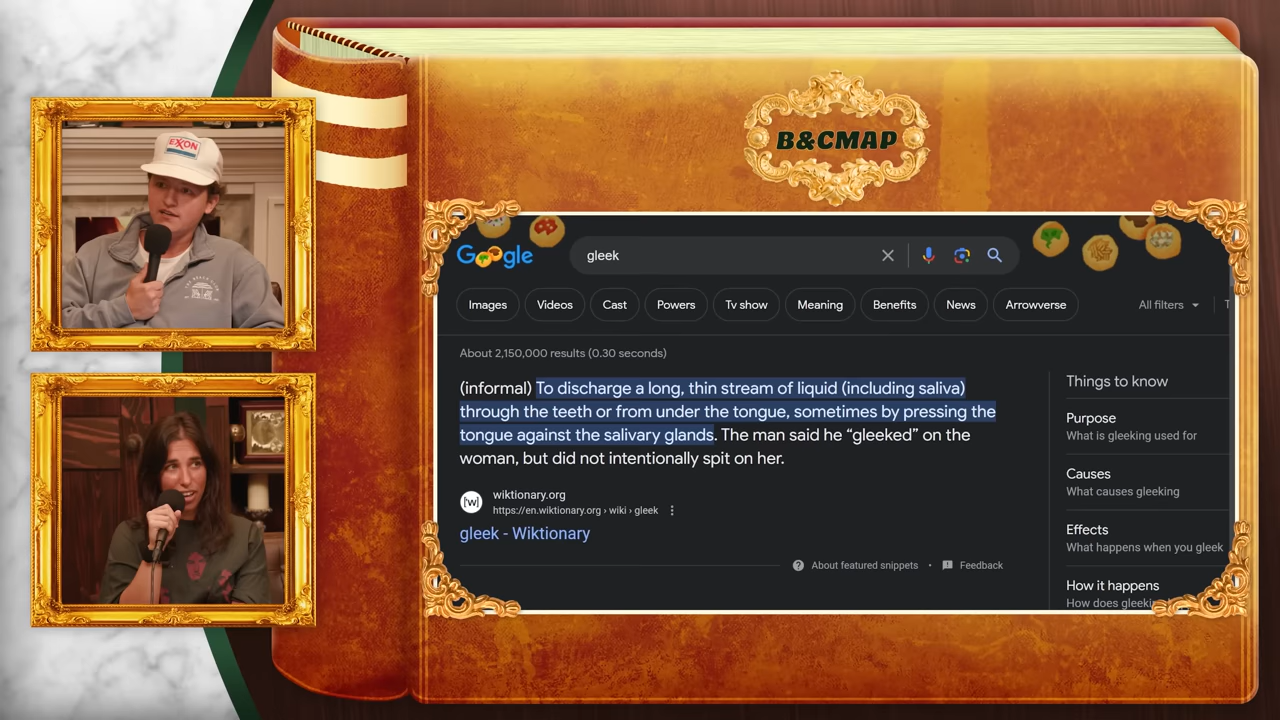 EXXON
B&CMAP
Google
gleek
Images
Videos
Cast
Powers
Tv show
Meaning
Benefits
News
Arrowverse
All filters
T
About 2,150,000 results (0.30 seconds)
(informal) To discharge a long, thin stream of liquid (including saliva)
through the teeth or from under the tongue, sometimes by pressing the
tongue against the salivary glands. The man said he “gleeked” on the
woman, but did not intentionally spit on her.
[w]
wiktionary.org
https://en.wiktionary.org › wiki › gleek
gleek - Wiktionary
About featured snippets
•
Feedback
Things to know
Purpose
What is gleeking used for
Causes
What causes gleeking
Effects
What happens when you gleek
How it happens
How does gleeki